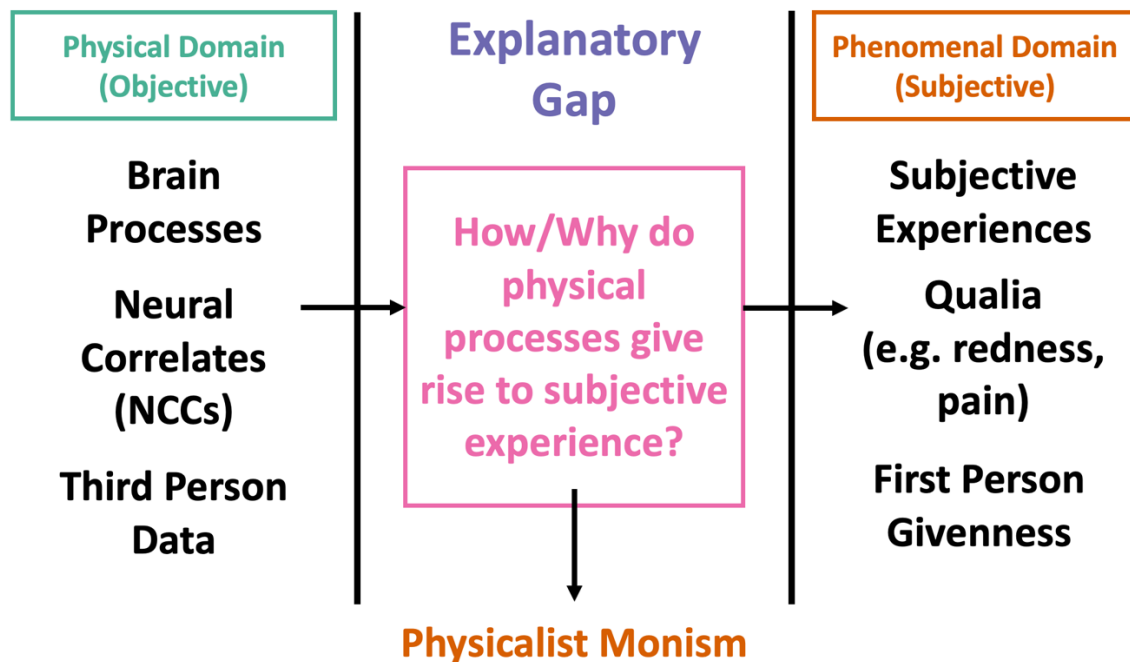 Physical Domain
(Objective)
Brain
Processes
Neural
Correlates
(NCCs)
Third Person
Data
Explanatory
Gap
How/Why do
physical
processes give
rise to subjective
experience?
Physicalist Monism
Phenomenal Domain
(Subjective)
Subjective
Experiences
Qualia
(e.g. redness,
pain)
First Person
Givenness